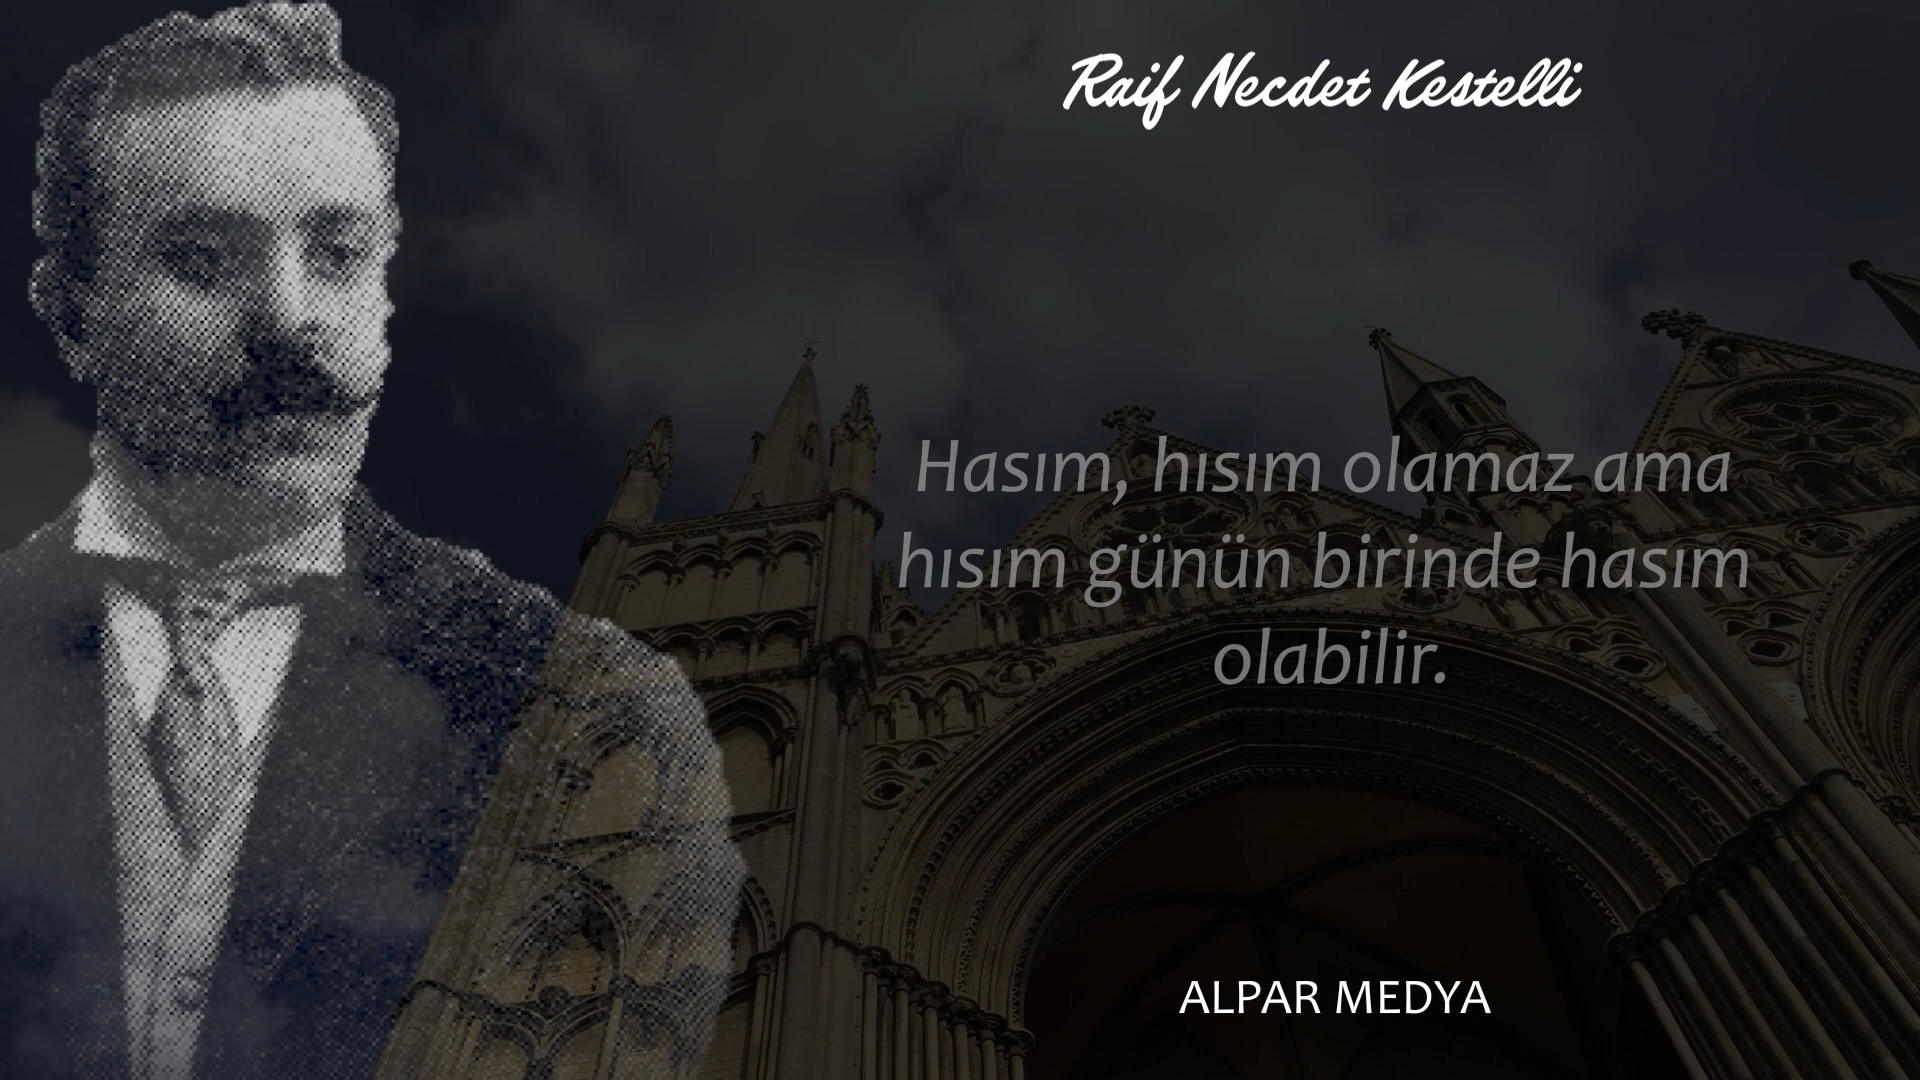 Raif Necdet Kestelli
Hasım, hısım olamaz ama
hısım günün birinde hasım
olabilir.
ALPAR MEDYA